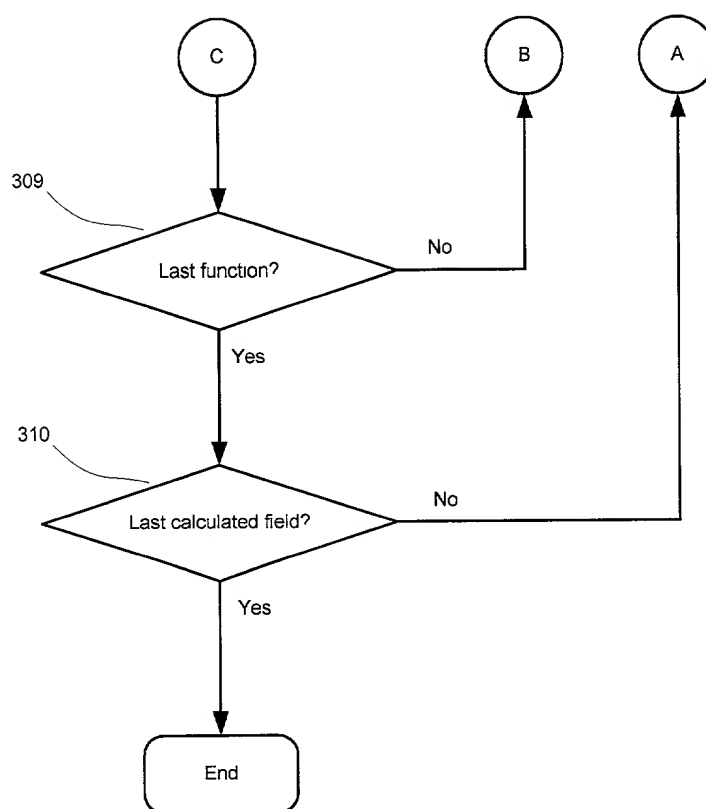 C
B
A
309
Last function?
No
Yes
310
Last calculated field?
No
Yes
End